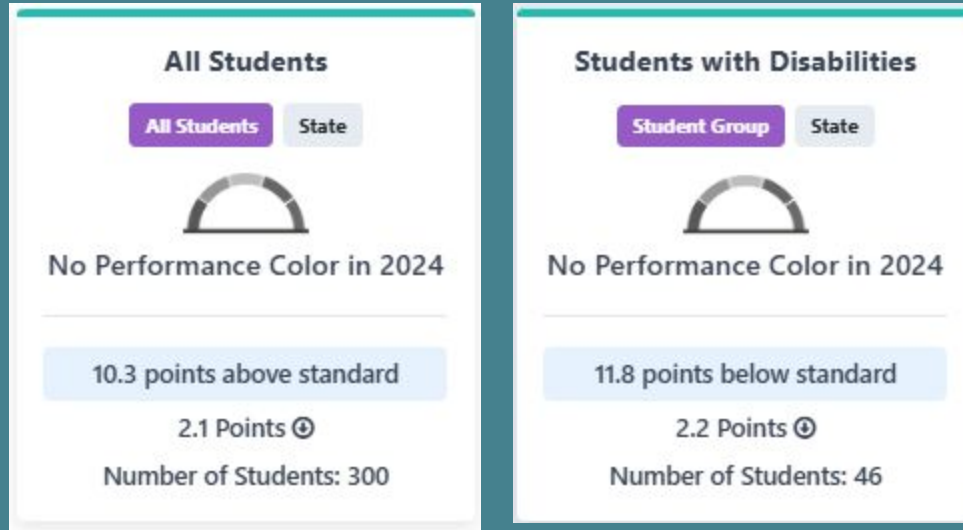 All Students
All Students State
No Performance Color in 2024
10.3 points above standard
2.1 Points
Number of Students: 300
Students with Disabilities
Student Group State
No Performance Color in 2024
11.8 points below standard
2.2 Points
Number of Students: 46